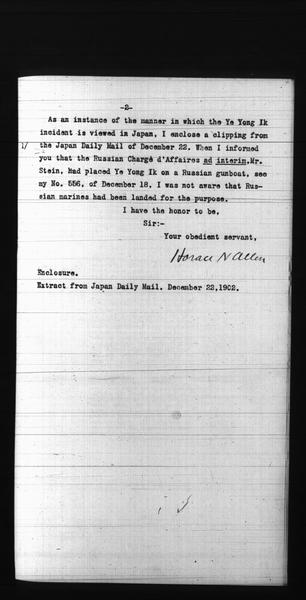 -2-
As an instance of the manner in which the Ye Yong Ik
incident is viewed in Japan, I enclose a clipping from
1/ the Japan Daily Mail of December 22. When I informed
you that the Russian Chargè d'Affaires ad interim, Mr.
Stein, had placed Ye Yong Ik on a Russian gunboat, see
my No. 556, of December 18, I was not aware that Rus-
sian marines had been landed for the purpose.
I have the honor to be,
Sir:-
Your obedient servant,
Horace N Allen
Enclosure.
Extract from Japan Daily Mail. December 22,1902.